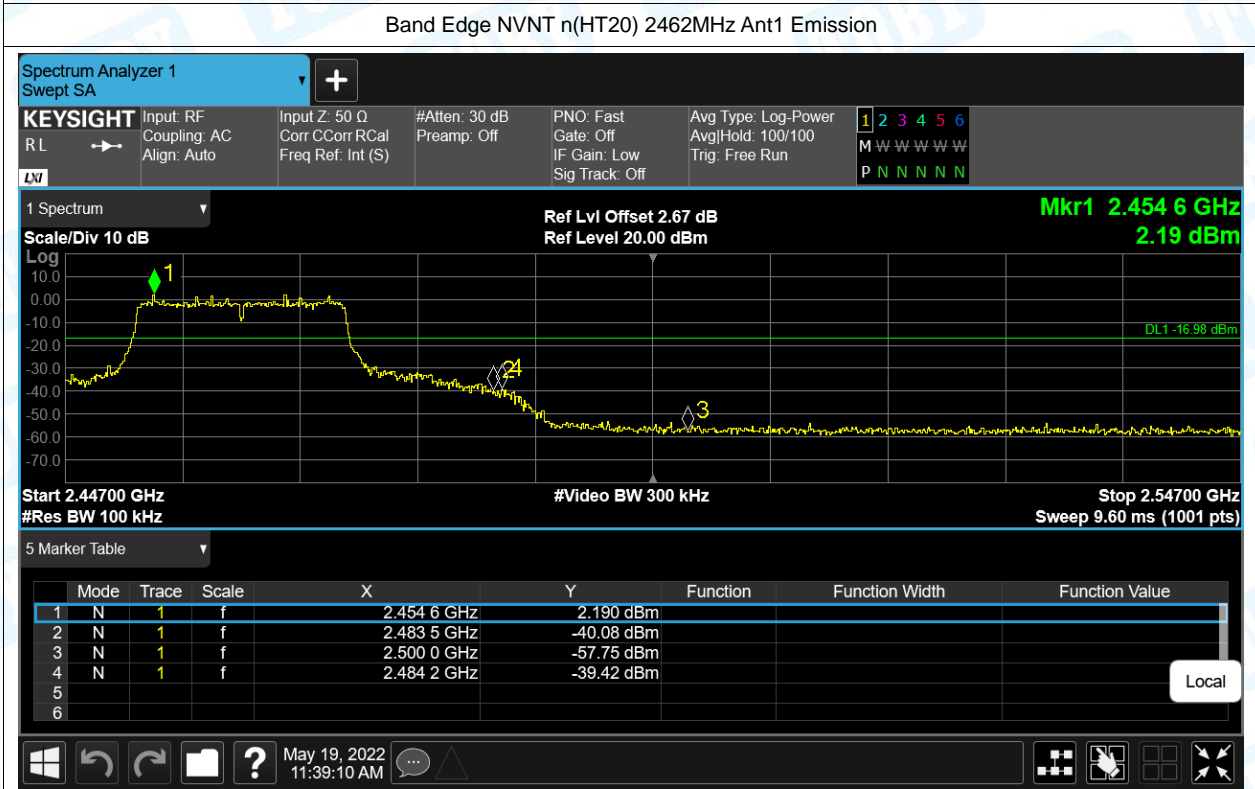 Band Edge NVNT n(HT20) 2462MHz Ant1 Emission
Spectrum Analyzer 1
Swept SA
KEYSIGHT Input: RF Input Z: 50 Ω #Atten: 30 dB PNO: Fast Avg Type: Log-Power 1 2 3 4 5 6
RL Coupling: AC Corr CCorr RCal Preamp: Off Gate: Off Avg|Hold: 100/100 M W W W W W
Align: Auto Freq Ref: Int (S) IF Gain: Low Trig: Free Run
LXI Sig Track: Off P N N N N N
1 Spectrum Ref Lvl Offset 2.67 dB Mkr1 2.454 6 GHz
Scale/Div 10 dB Ref Level 20.00 dBm 2.19 dBm
Log
10.0
0.00
-10.0
-20.0
-30.0
-40.0
-50.0
-60.0
-70.0
1
DL1 -16.98 dBm
2 4
3
Start 2.44700 GHz #Video BW 300 kHz Stop 2.54700 GHz
#Res BW 100 kHz Sweep 9.60 ms (1001 pts)
5 Marker Table
Mode Trace Scale X Y Function Function Width Function Value
1 N 1 f 2.454 6 GHz 2.190 dBm
2 N 1 f 2.483 5 GHz -40.08 dBm
3 N 1 f 2.500 0 GHz -57.75 dBm
4 N 1 f 2.484 2 GHz -39.42 dBm
5
6
Local
May 19, 2022
11:39:10 AM